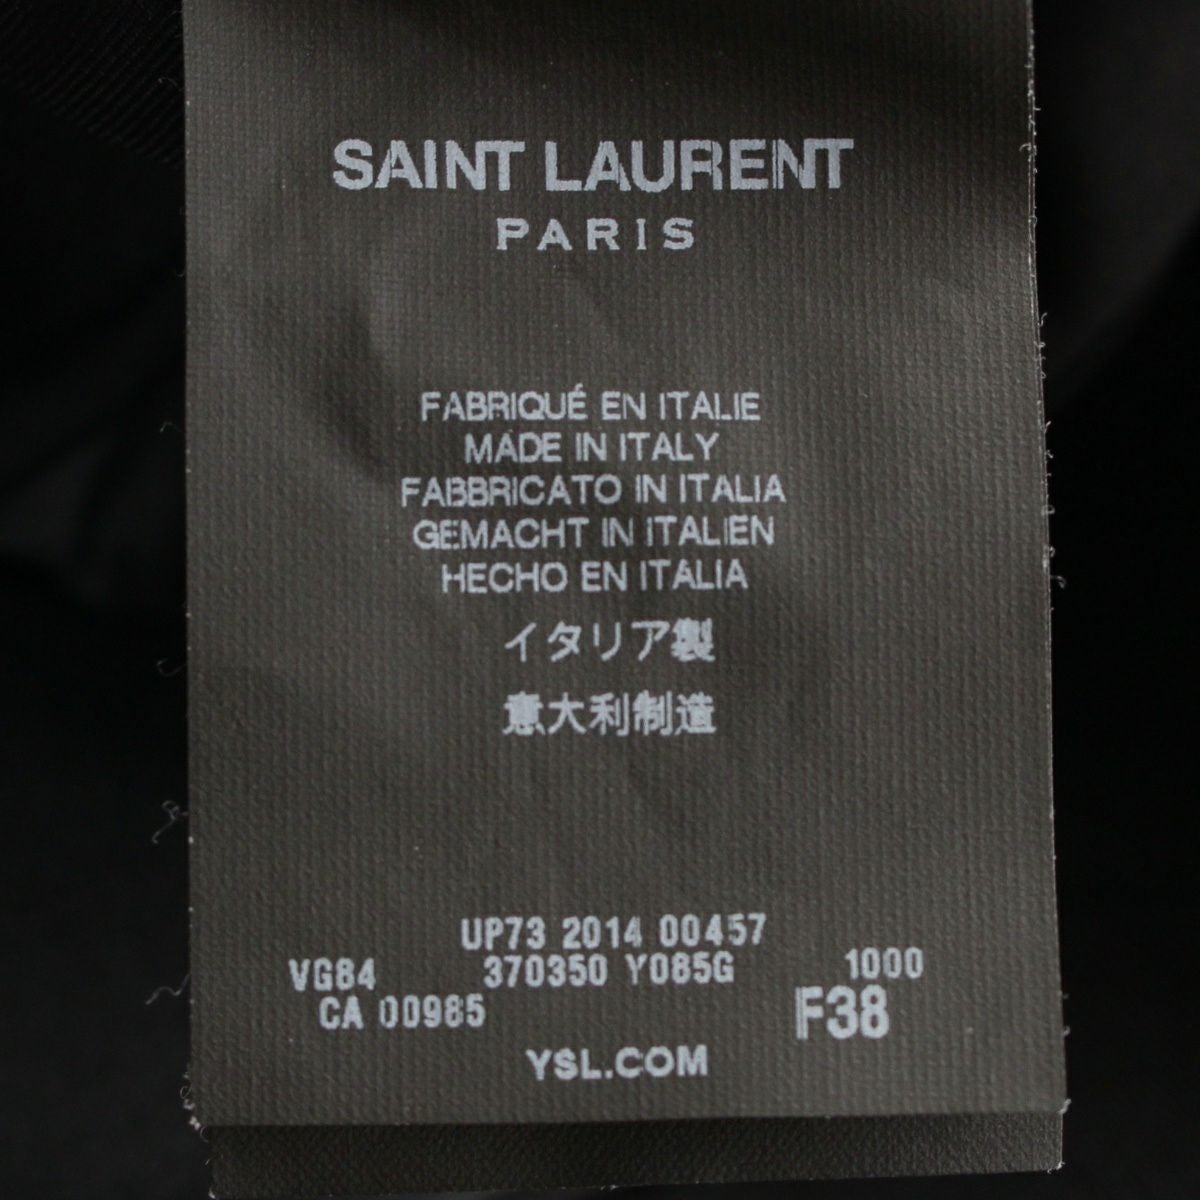 SAINT LAURENT
PARIS
FABRIQUÉ EN ITALIE
MADE IN ITALY
FABBRICATO IN ITALIA
GEMACHT IN ITALIEN
HECHO EN ITALIA
イタリア製
意大利制造
UP73 2014 00457
VG84 370350 Y085G 1000
CA 00985 F38
YSL.COM